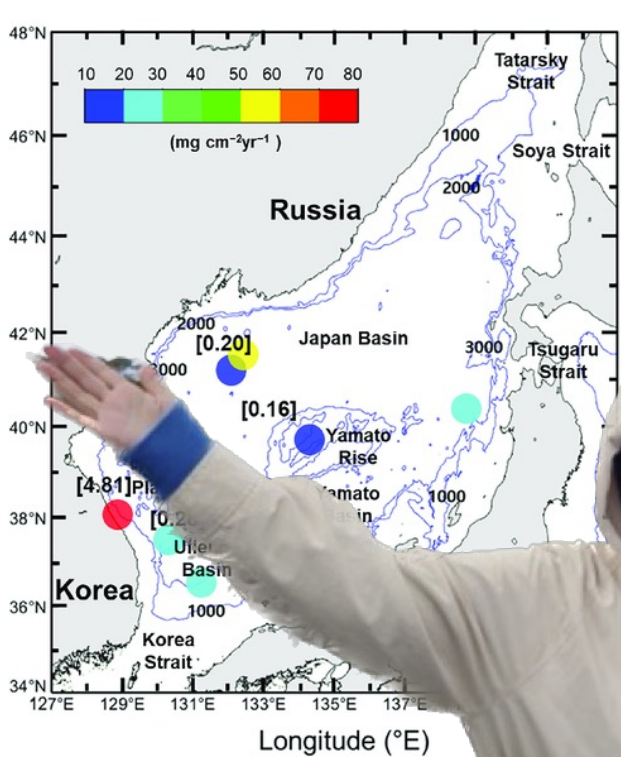 48°N
46°N
44°N
42°N
40°N
38°N
36°N
34°N
10 20 30 40 50 60 70 80
(mg cm⁻²yr⁻¹ )
Tatarsky
Strait
1000
Soya Strait
2000
Russia
2000
[0.20]
Japan Basin
3000
Tsugaru
Strait
[0.16]
Yamato
Rise
[4.81]
1000
Basin
Korea
1000
Korea
Strait
127°E 129°E 131°E 133°E 135°E 137°E
Longitude (°E)